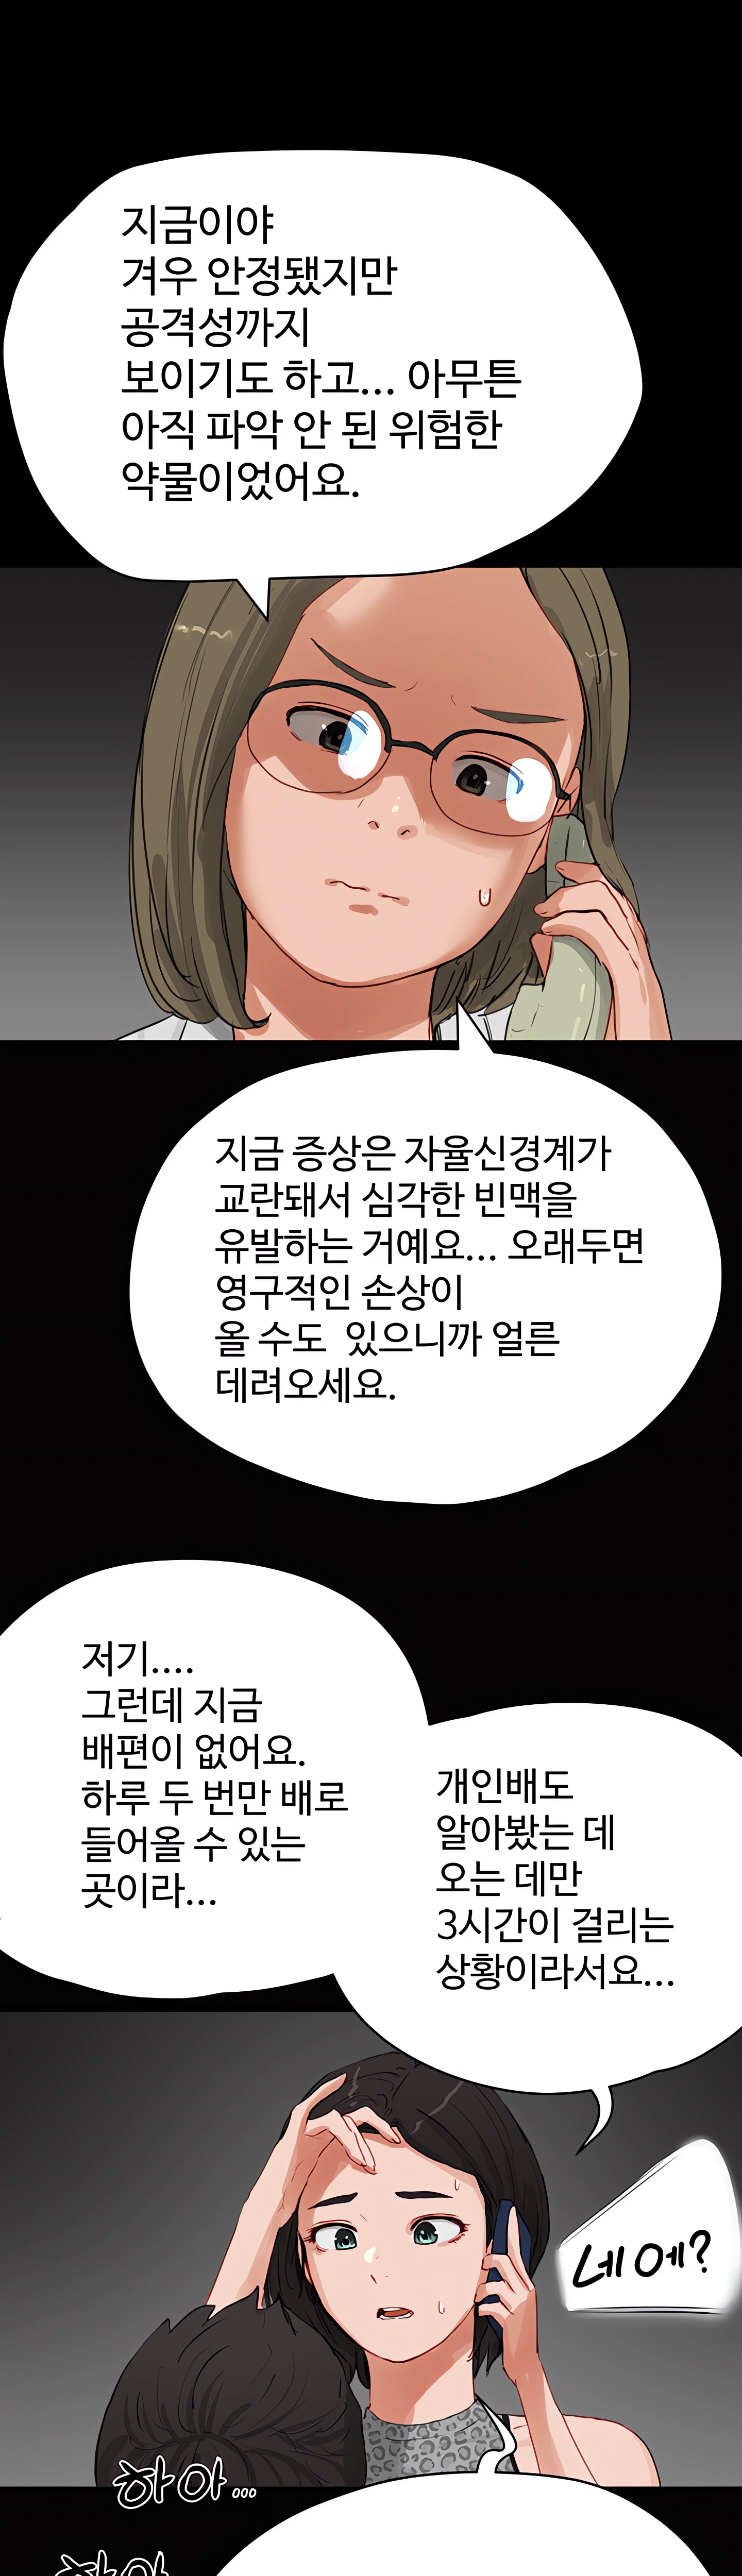 지금이야
겨우 안정됐지만
공격성까지
보이기도 하고... 아무튼
아직 파악 안 된 위험한
약물이었어요.
지금 증상은 자율신경계가
교란돼서 심각한 빈맥을
유발하는 거예요... 오래두면
영구적인 손상이
올 수도 있으니까 얼른
데려오세요.
저기....
그런데 지금
배편이 없어요.
하루 두 번만 배로
들어올 수 있는
곳이라...
개인배도
알아봤는 데
오는 데만
3시간이 걸리는
상황이라서요...
네에?
하아...
하아